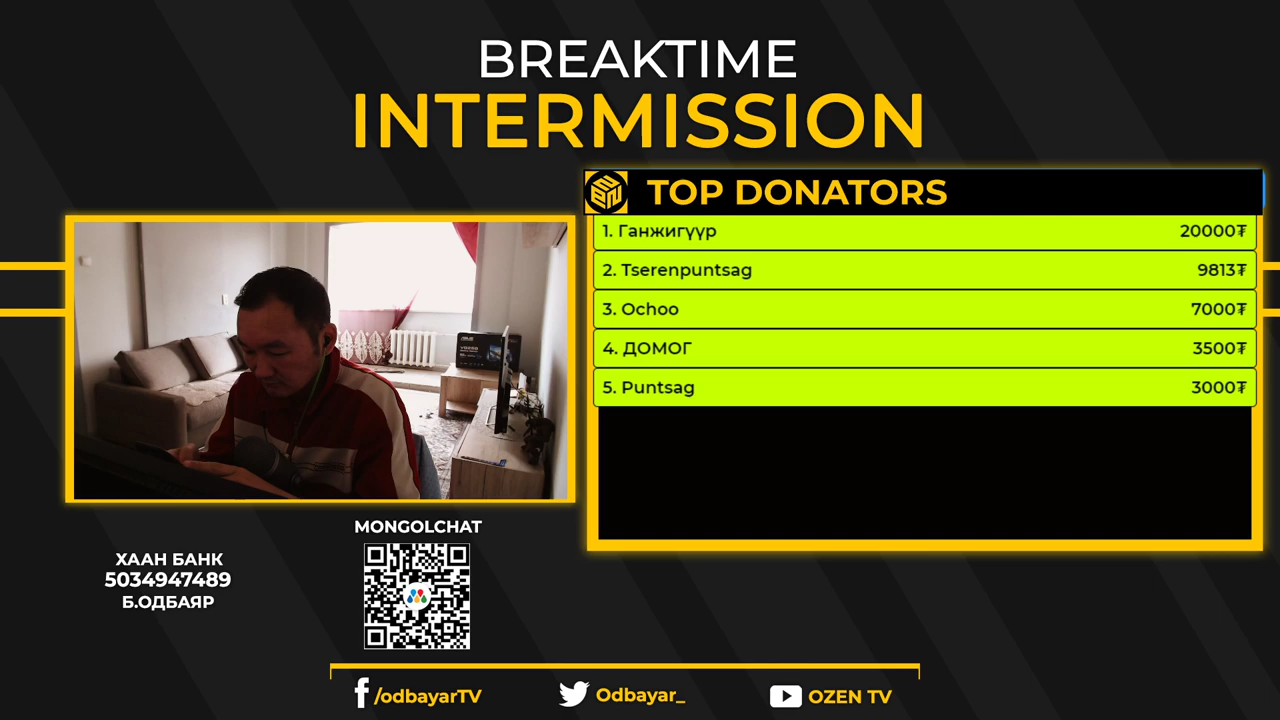 BREAKTIME
INTERMISSION
TOP DONATORS
1. Ганжигүүр 20000₮
2. Tserenpuntsag 9813₮
3. Ochoo 7000₮
4. ДОМОГ 3500₮
5. Puntsag 3000₮
MONGOLCHAT
ХААН БАНК
5034947489
Б.ОДБАЯР
/odbayarTV
Odbayar_
OZEN TV